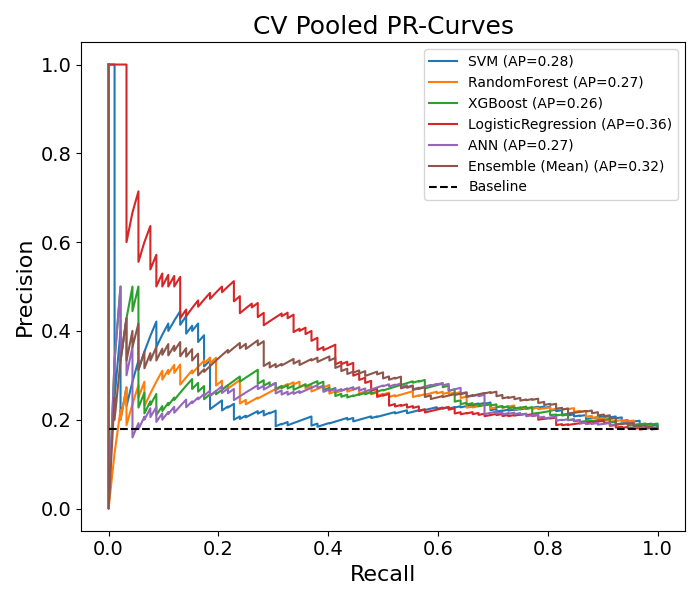 CV Pooled PR-Curves
SVM (AP=0.28)
RandomForest (AP=0.27)
XGBoost (AP=0.26)
LogisticRegression (AP=0.36)
ANN (AP=0.27)
Ensemble (Mean) (AP=0.32)
Baseline
Precision
1.0
0.8
0.6
0.4
0.2
0.0
0.0 0.2 0.4 0.6 0.8 1.0
Recall